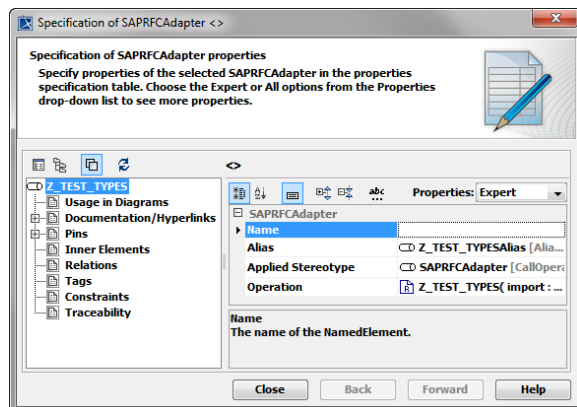 Specification of SAPRFCAdapter <>
Specification of SAPRFCAdapter properties
Specify properties of the selected SAPRFCAdapter in the properties
specification table. Choose the Expert or All options from the Properties
drop-down list to see more properties.
<>
Z_TEST_TYPES
Usage in Diagrams
Documentation/Hyperlinks
Pins
Inner Elements
Relations
Tags
Constraints
Traceability
abc
Properties: Expert
SAPRFCAdapter
Name
Alias Z_TEST_TYPESAlias [Alia...
Applied Stereotype SAPRFCAdapter [CallOpera
Operation R Z_TEST_TYPES( import : ...
Name
The name of the NamedElement.
Close Back Forward Help